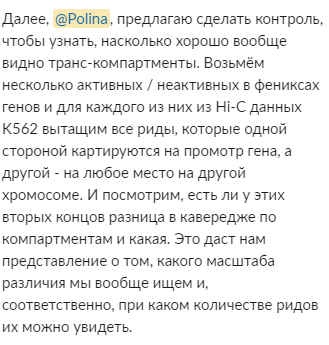 Далее, @Polina, предлагаю сделать контроль,
чтобы узнать, насколько хорошо вообще
видно транс-компартменты. Возьмём
несколько активных / неактивных в фениксах
генов и для каждого из них из Hi-C данных
K562 вытащим все риды, которые одной
стороной картируются на промотр гена, а
другой - на любое место на другой
хромосоме. И посмотрим, есть ли у этих
вторых концов разница в кавередже по
компартментам и какая. Это даст нам
представление о том, какого масштаба
различия мы вообще ищем и,
соответственно, при каком количестве ридов
их можно увидеть.